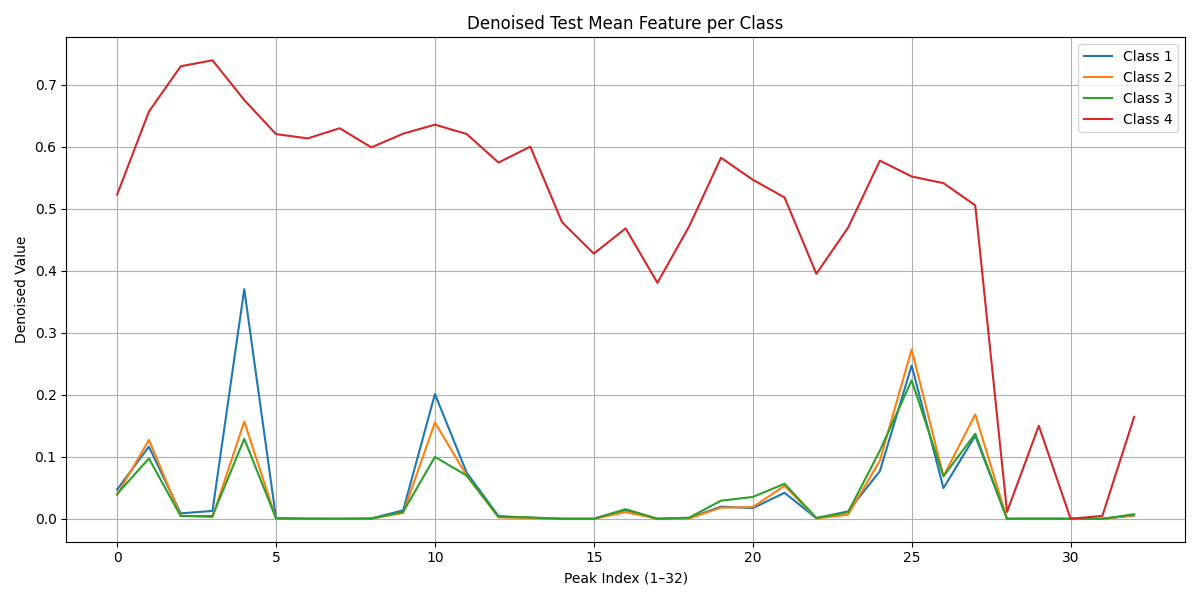 Denoised Test Mean Feature per Class
Class 1
Class 2
Class 3
Class 4
0.7
0.6
0.5
0.4
0.3
0.2
0.1
0.0
Denoised Value
0 5 10 15 20 25 30
Peak Index (1–32)